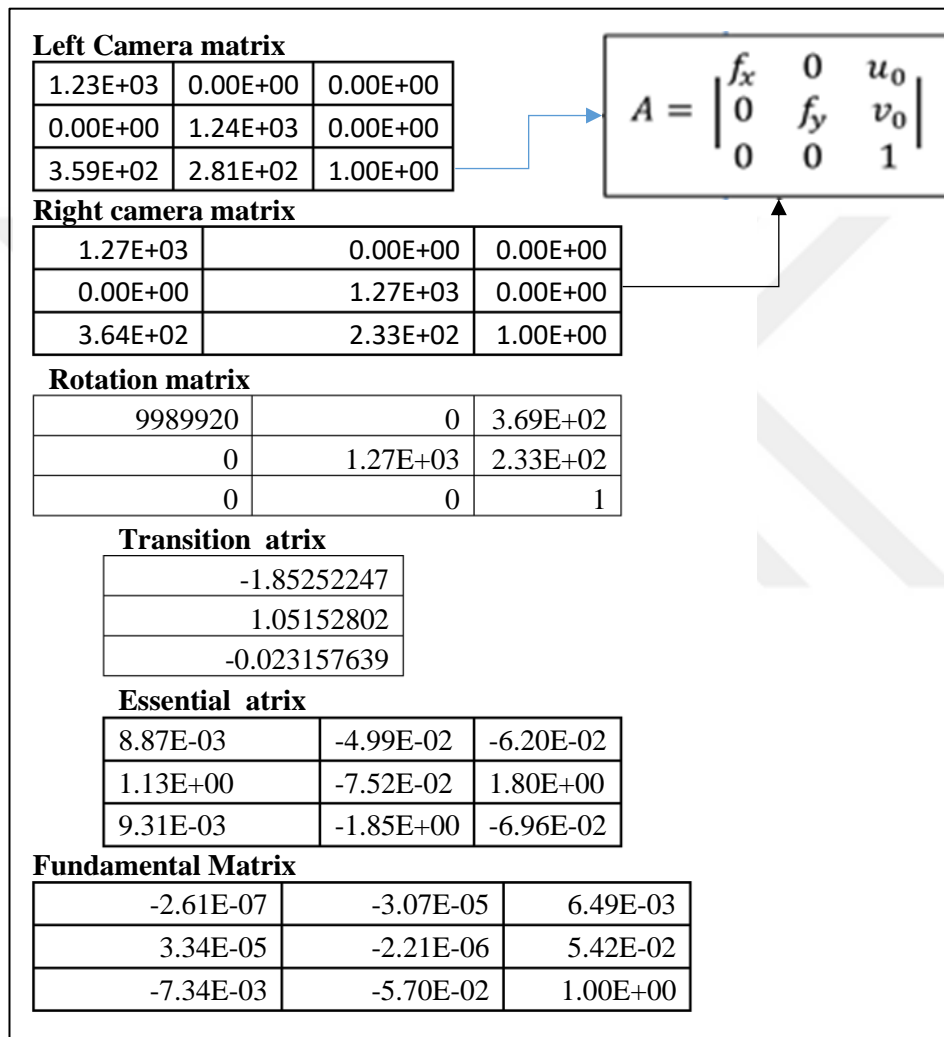 Left Camera matrix
1.23E+03 0.00E+00 0.00E+00
0.00E+00 1.24E+03 0.00E+00
3.59E+02 2.81E+02 1.00E+00
A = | fx 0 u0
0 fy v0 |
0 0 1
Right camera matrix
1.27E+03 0.00E+00 0.00E+00
0.00E+00 1.27E+03 0.00E+00
3.64E+02 2.33E+02 1.00E+00
Rotation matrix
9989920 0 3.69E+02
0 1.27E+03 2.33E+02
0 0 1
Transition atrix
-1.85252247
1.05152802
-0.023157639
Essential atrix
8.87E-03 -4.99E-02 -6.20E-02
1.13E+00 -7.52E-02 1.80E+00
9.31E-03 -1.85E+00 -6.96E-02
Fundamental Matrix
-2.61E-07 -3.07E-05 6.49E-03
3.34E-05 -2.21E-06 5.42E-02
-7.34E-03 -5.70E-02 1.00E+00